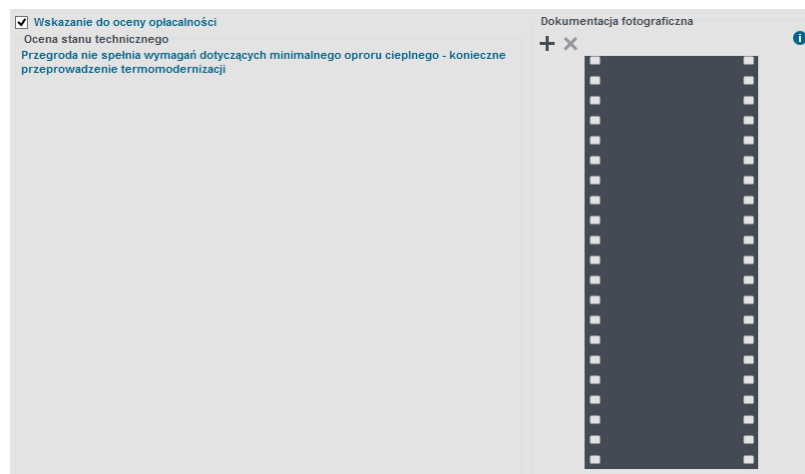 Wskazanie do oceny opłacalności
Ocena stanu technicznego
Przegroda nie spełnia wymagań dotyczących minimalnego oproru cieplnego - konieczne
przeprowadzenie termomodernizacji
Dokumentacja fotograficzna